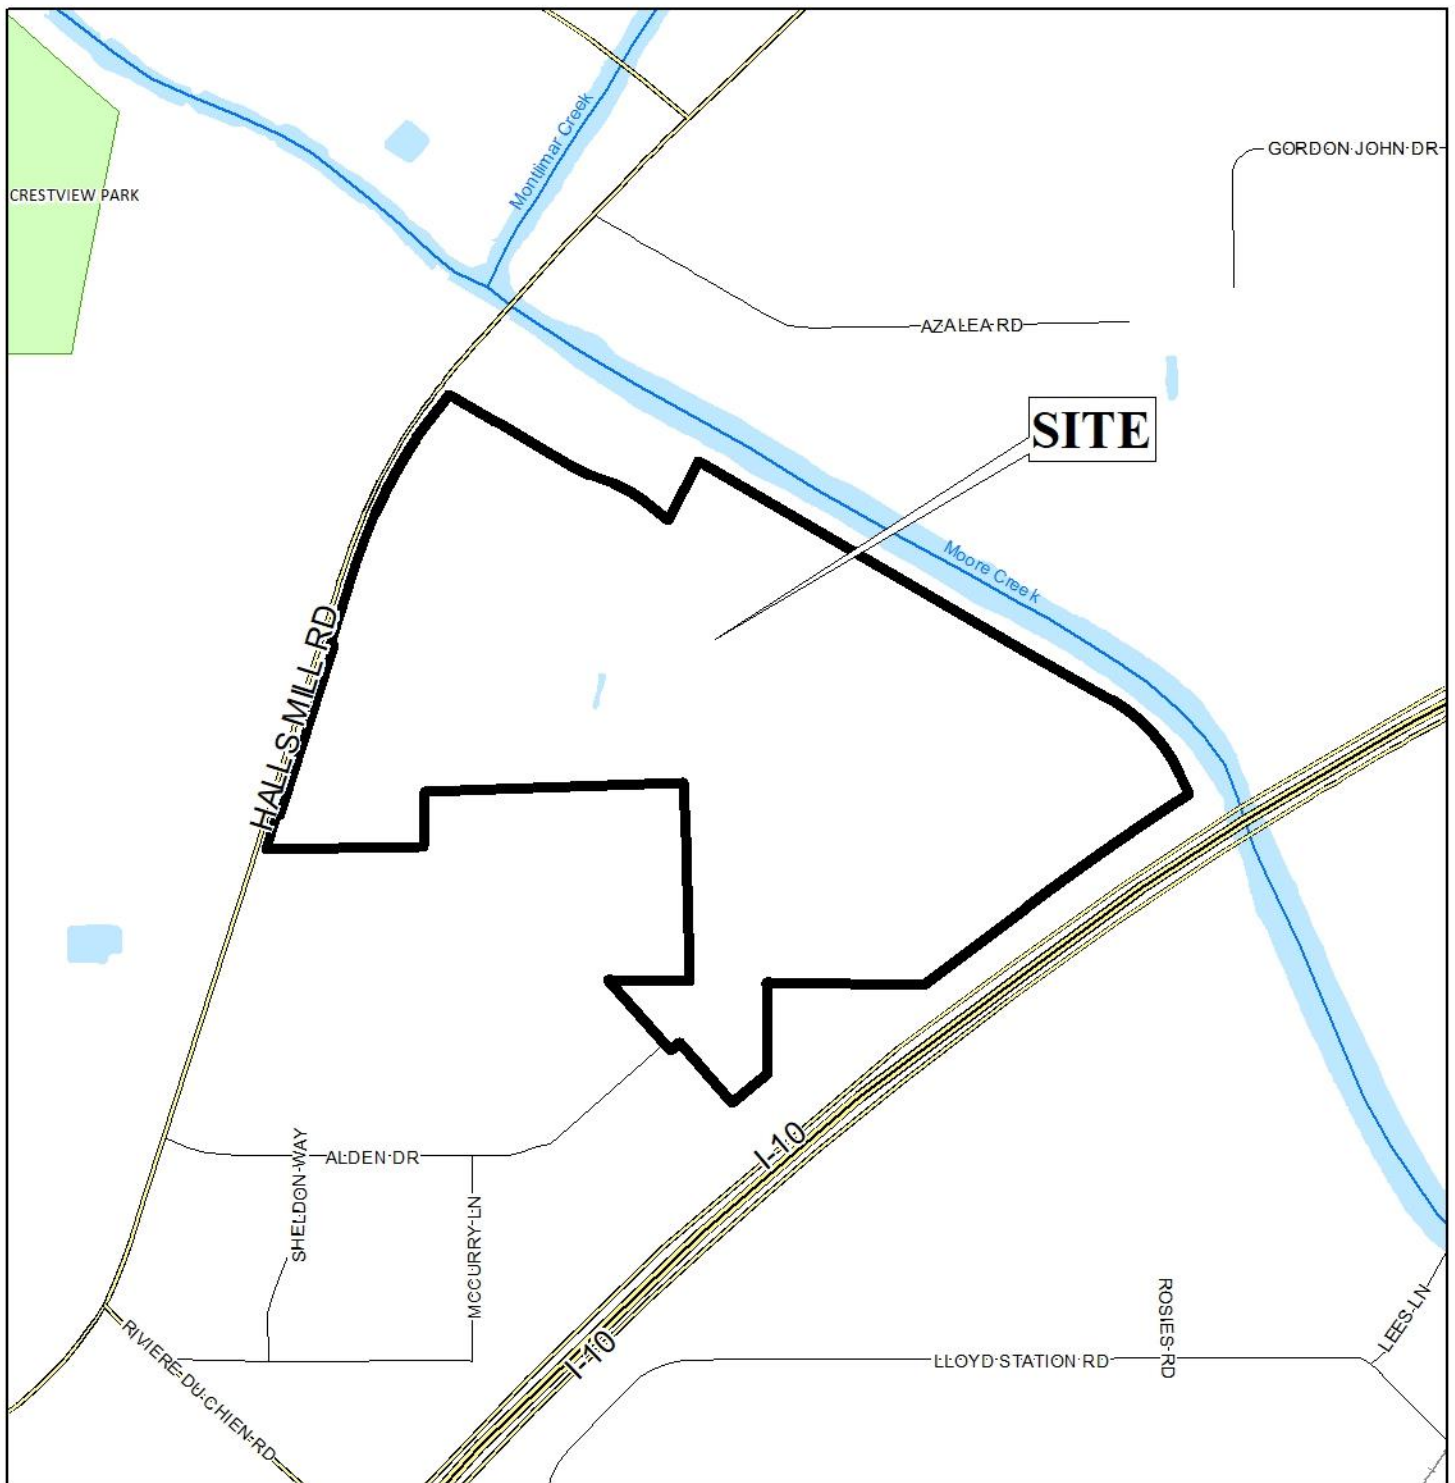 Montlimar Creek
GORDON JOHN DR
CRESTVIEW PARK
AZALEA RD
SITE
Moore Creek
HALLS MILL RD
I-10
SHELDON WAY
ALDEN DR
MCCURRY LN
I-10
RIVIERE DU CHIEN RD
LLOYD STATION RD
ROSIES RD
LEES LN